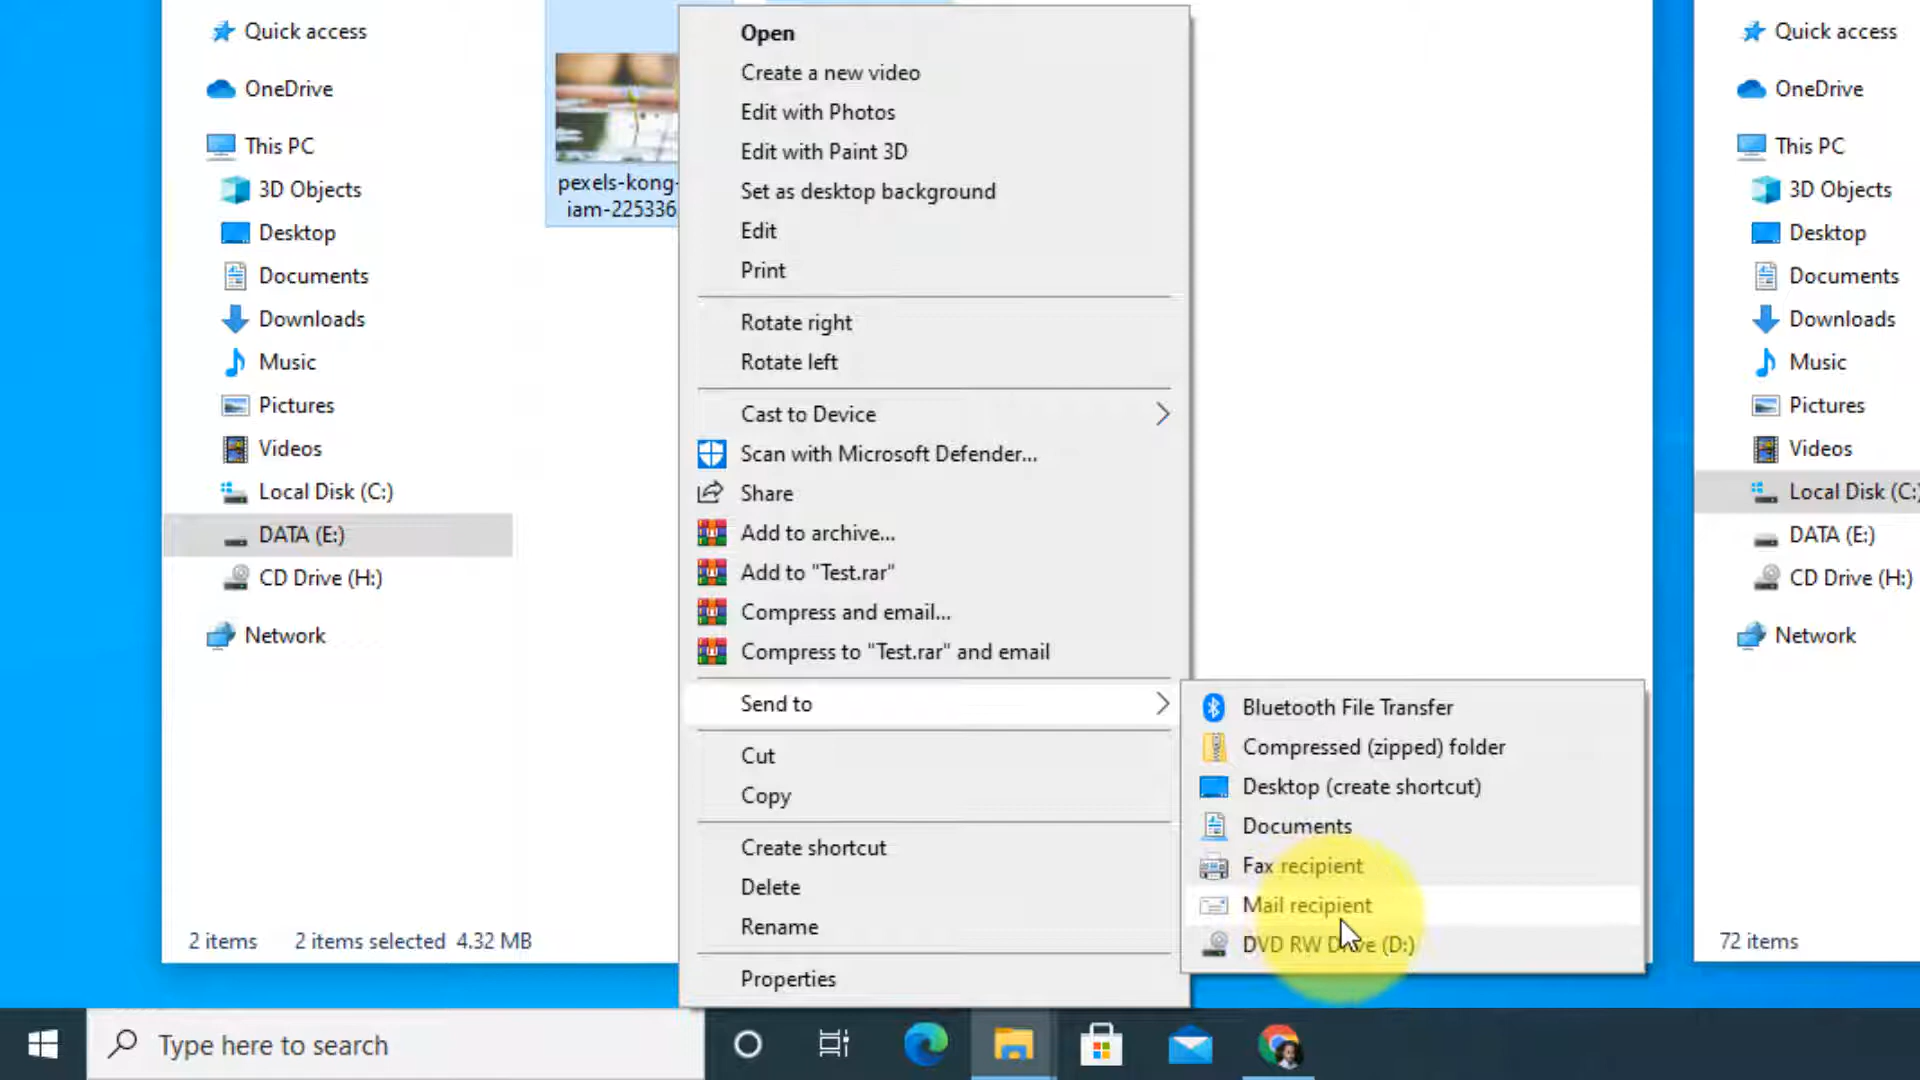 Quick access
OneDrive
This PC
3D Objects
Desktop
Documents
Downloads
Music
Pictures
Videos
Local Disk (C:)
DATA (E:)
CD Drive (H:)
Network
2 items 2 items selected 4.32 MB
pexels-kong-
iam-225336
Open
Create a new video
Edit with Photos
Edit with Paint 3D
Set as desktop background
Edit
Print
Rotate right
Rotate left
Cast to Device
Scan with Microsoft Defender...
Share
Add to archive...
Add to "Test.rar"
Compress and email...
Compress to "Test.rar" and email
Send to
Cut
Copy
Create shortcut
Delete
Rename
Properties
Bluetooth File Transfer
Compressed (zipped) folder
Desktop (create shortcut)
Documents
Fax recipient
Mail recipient
DVD RW Drive (D:)
Quick access
OneDrive
This PC
3D Objects
Desktop
Documents
Downloads
Music
Pictures
Videos
Local Disk (C:)
DATA (E:)
CD Drive (H:)
Network
72 items
Type here to search